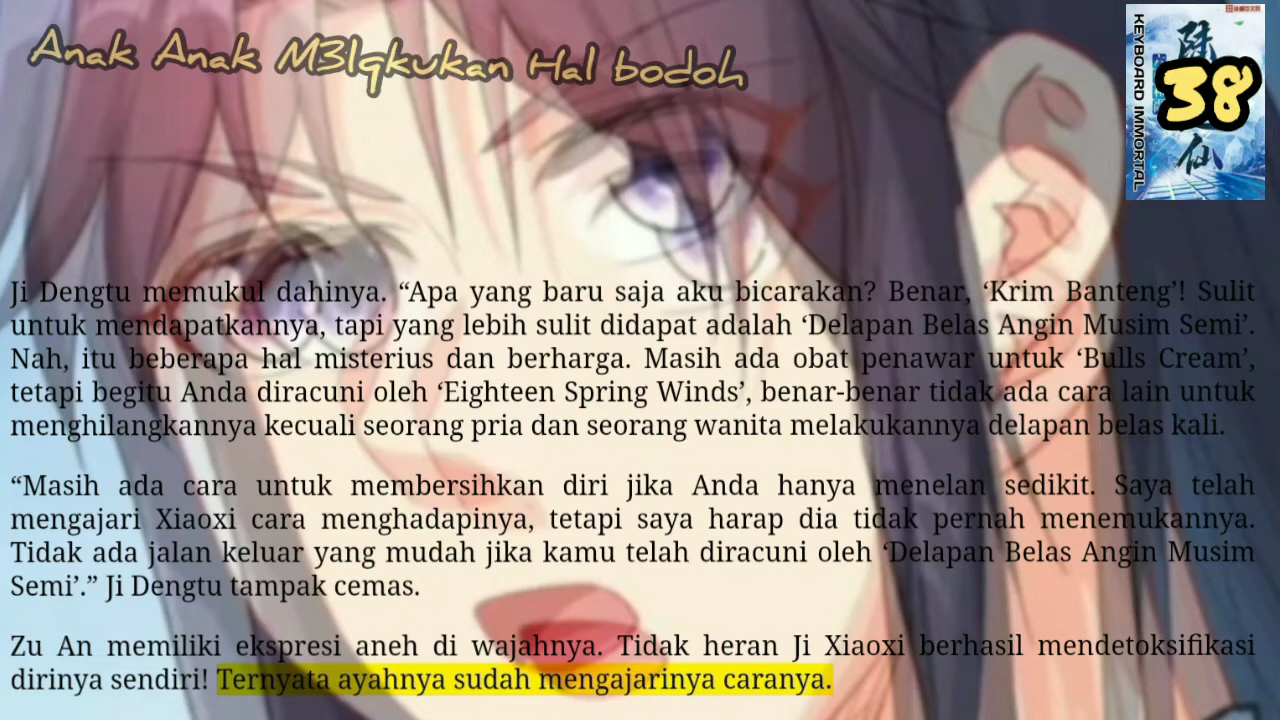 Anak Anak M3lqkukan Hal bodoh
KEYBOARD IMMORTAL
38
仙
Ji Dengtu memukul dahinya. “Apa yang baru saja aku bicarakan? Benar, ‘Krim Banteng’! Sulit
untuk mendapatkannya, tapi yang lebih sulit didapat adalah ‘Delapan Belas Angin Musim Semi’.
Nah, itu beberapa hal misterius dan berharga. Masih ada obat penawar untuk ‘Bulls Cream’,
tetapi begitu Anda diracuni oleh ‘Eighteen Spring Winds’, benar-benar tidak ada cara lain untuk
menghilangkannya kecuali seorang pria dan seorang wanita melakukannya delapan belas kali.
“Masih ada cara untuk membersihkan diri jika Anda hanya menelan sedikit. Saya telah
mengajari Xiaoxi cara menghadapinya, tetapi saya harap dia tidak pernah menemukannya.
Tidak ada jalan keluar yang mudah jika kamu telah diracuni oleh ‘Delapan Belas Angin Musim
Semi’.” Ji Dengtu tampak cemas.
Zu An memiliki ekspresi aneh di wajahnya. Tidak heran Ji Xiaoxi berhasil mendetoksifikasi
dirinya sendiri! Ternyata ayahnya sudah mengajarinya caranya.